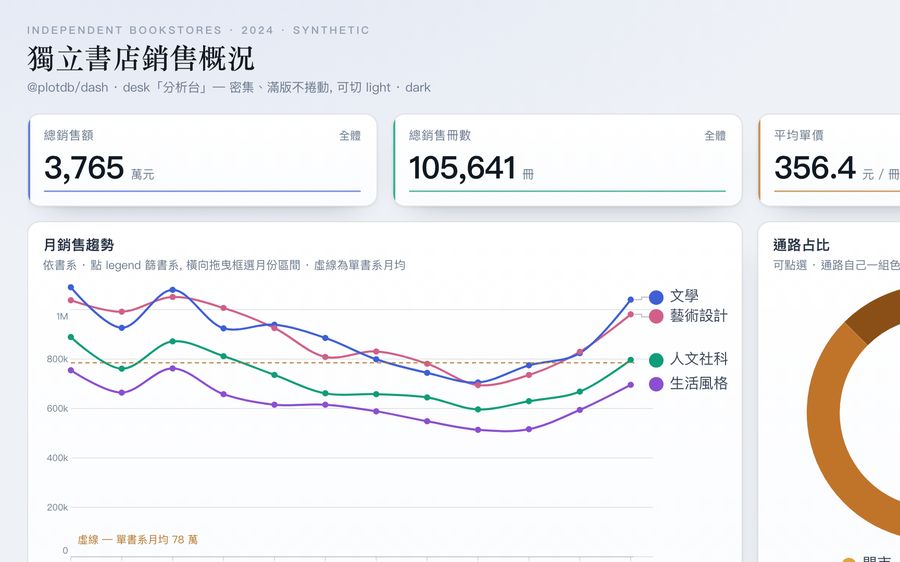 INDEPENDENT BOOKSTORES · 2024 · SYNTHETIC
獨立書店銷售概況
@plotdb/dash · desk「分析台」— 密集、滿版不捲動, 可切 light · dark
總銷售額 全體
3,765 萬元
總銷售冊數 全體
105,641 冊
平均單價
356.4 元 / 冊
月銷售趨勢
依書系 · 點 legend 篩書系, 橫向拖曳框選月份區間 · 虛線為單書系月均
通路占比
可點選 · 通路自己一組色
1M
800k
600k
400k
200k
0
文學
藝術設計
人文社科
生活風格
虛線 — 單書系月均 78 萬